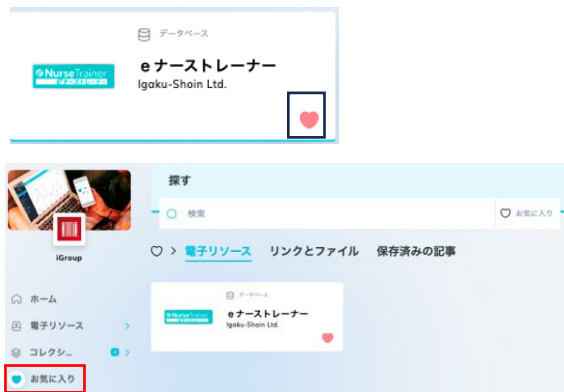 データベース
NurseTrainer
eナーストレーナー
Igaku-Shoin Ltd.
探す
検索
お気に入り
iGroup
電子リソース リンクとファイル 保存済みの記事
ホーム
電子リソース
コレクシ...
お気に入り
データベース
NurseTrainer
eナーストレーナー
Igaku-Shoin Ltd.